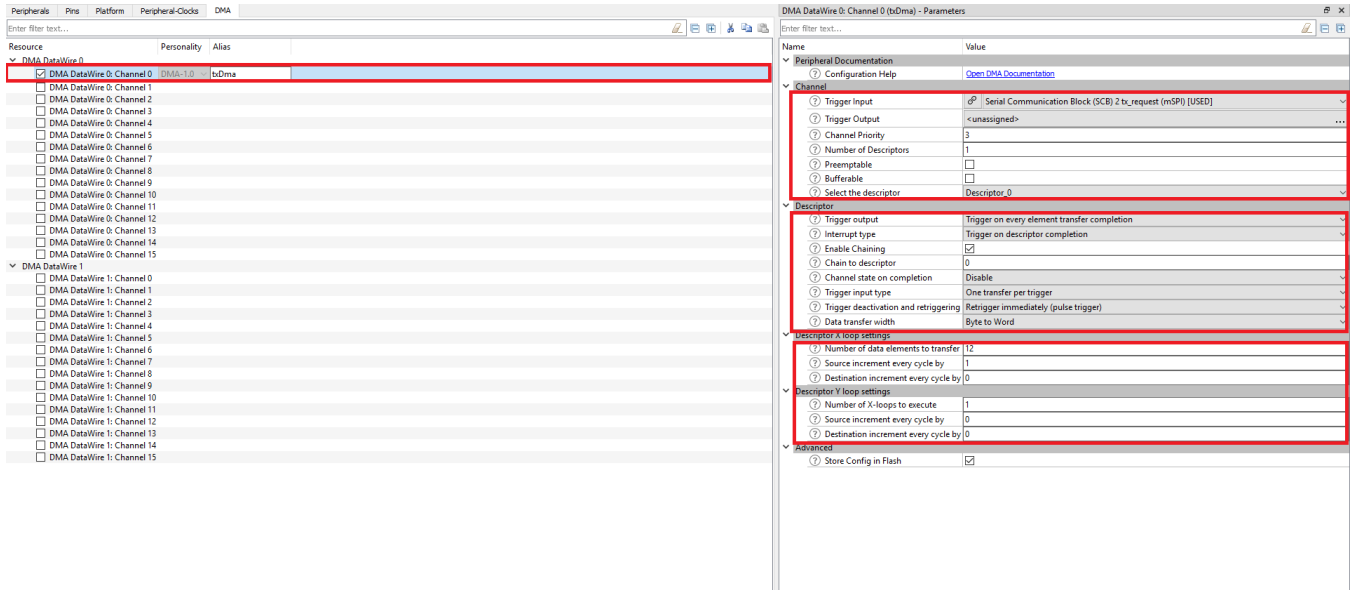 Peripherals Pins Platform Peripheral-Clocks DMA
Enter filter text...
Resource Personality Alias
DMA DataWire 0
DMA DataWire 0: Channel 0 DMA-1.0 txDma
DMA DataWire 0: Channel 1
DMA DataWire 0: Channel 2
DMA DataWire 0: Channel 3
DMA DataWire 0: Channel 4
DMA DataWire 0: Channel 5
DMA DataWire 0: Channel 6
DMA DataWire 0: Channel 7
DMA DataWire 0: Channel 8
DMA DataWire 0: Channel 9
DMA DataWire 0: Channel 10
DMA DataWire 0: Channel 11
DMA DataWire 0: Channel 12
DMA DataWire 0: Channel 13
DMA DataWire 0: Channel 14
DMA DataWire 0: Channel 15
DMA DataWire 1
DMA DataWire 1: Channel 0
DMA DataWire 1: Channel 1
DMA DataWire 1: Channel 2
DMA DataWire 1: Channel 3
DMA DataWire 1: Channel 4
DMA DataWire 1: Channel 5
DMA DataWire 1: Channel 6
DMA DataWire 1: Channel 7
DMA DataWire 1: Channel 8
DMA DataWire 1: Channel 9
DMA DataWire 1: Channel 10
DMA DataWire 1: Channel 11
DMA DataWire 1: Channel 12
DMA DataWire 1: Channel 13
DMA DataWire 1: Channel 14
DMA DataWire 1: Channel 15
DMA DataWire 0: Channel 0 (txDma) - Parameters
Enter filter text...
Name Value
Peripheral Documentation
Configuration Help Open DMA Documentation
Channel
Trigger Input Serial Communication Block (SCB) 2 tx_request (mSPI) [USED]
Trigger Output <unassigned> ...
Channel Priority 3
Number of Descriptors 1
Preemptable
Bufferable
Select the descriptor Descriptor_0
Descriptor
Trigger output Trigger on every element transfer completion
Interrupt type Trigger on descriptor completion
Enable Chaining
Chain to descriptor 0
Channel state on completion Disable
Trigger input type One transfer per trigger
Trigger deactivation and retriggering Retrigger immediately (pulse trigger)
Data transfer width Byte to Word
Descriptor X loop settings
Number of data elements to transfer 12
Source increment every cycle by 1
Destination increment every cycle by 0
Descriptor Y loop settings
Number of X-loops to execute 1
Source increment every cycle by 0
Destination increment every cycle by 0
Advanced
Store Config in Flash